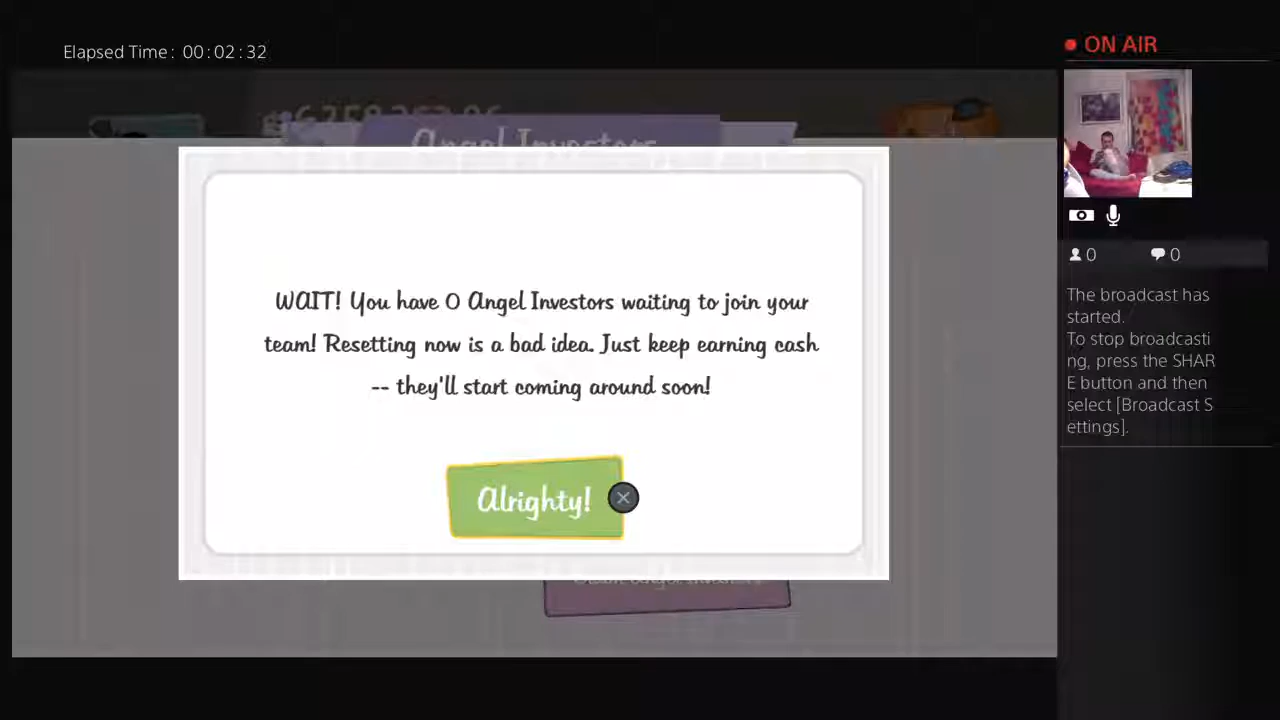 Elapsed Time: 00:02:32
ON AIR
Angel Investors
WAIT! You have 0 Angel Investors waiting to join your
team! Resetting now is a bad idea. Just keep earning cash
-- they'll start coming around soon!
Alrighty!
0
0
The broadcast has
started.
To stop broadcasti
ng, press the SHAR
E button and then
select [Broadcast S
ettings].